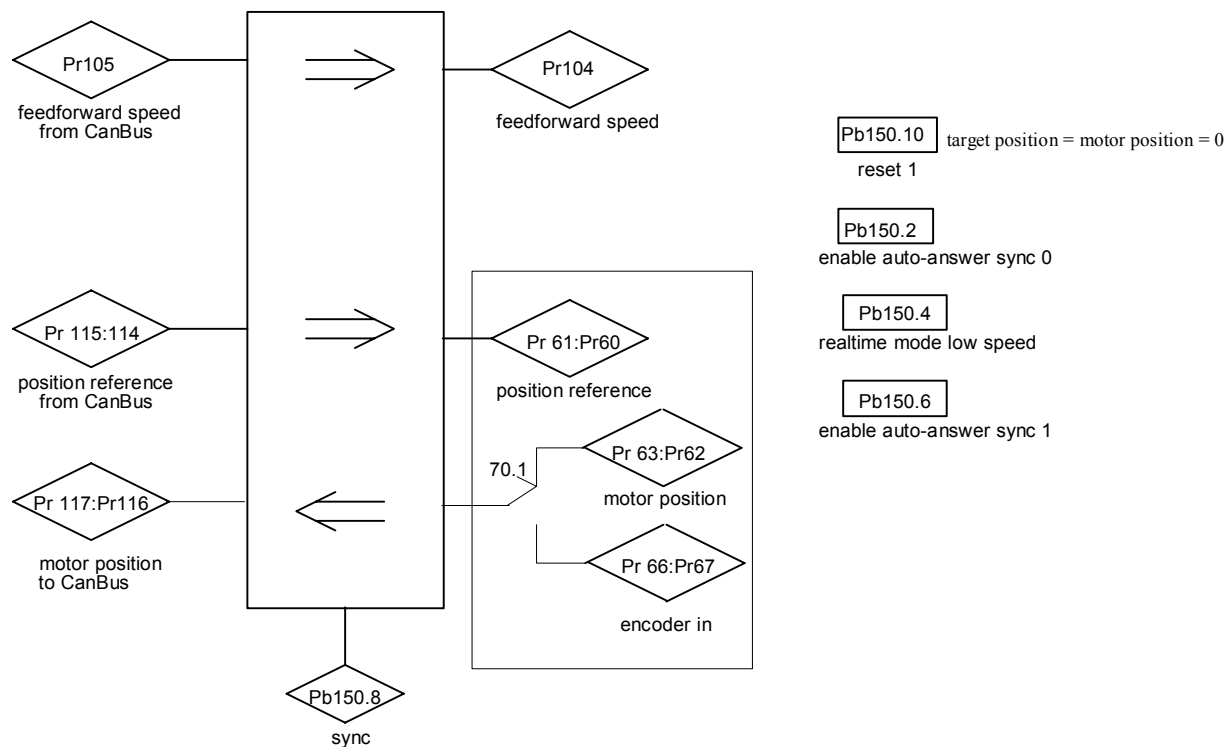 Pr105
feedforward speed
from CanBus
Pr104
feedforward speed
Pb150.10
target position = motor position = 0
reset 1
Pb150.2
enable auto-answer sync 0
Pb150.4
realtime mode low speed
Pb150.6
enable auto-answer sync 1
Pr 115:114
position reference
from CanBus
Pr 61:Pr60
position reference
70.1
Pr 63:Pr62
motor position
Pr 117:Pr116
motor position
to CanBus
Pr 66:Pr67
encoder in
Pb150.8
sync